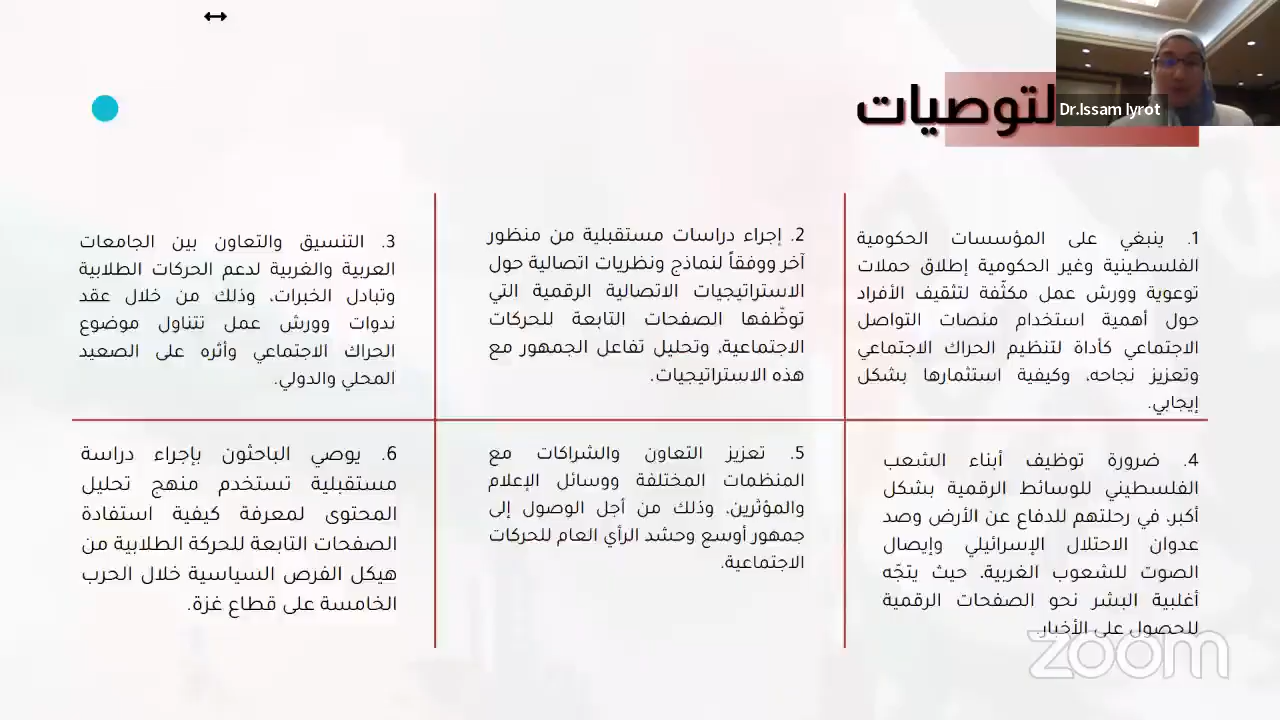 لتوصيات
Dr.Issam Iyrot
1. ينبغي على المؤسسات الحكومية
الفلسطينية وغير الحكومية إطلاق حملات
توعوية وورش عمل مكثّفة لتثقيف الأفراد
حول أهمية استخدام منصات التواصل
الاجتماعي كأداة لتنظيم الحراك الاجتماعي
وتعزيز نجاحه، وكيفية استثمارها بشكل
إيجابي.
2. إجراء دراسات مستقبلية من منظور
آخر ووفقاً لنماذج ونظريات اتصالية حول
الاستراتيجيات الاتصالية الرقمية التي
توظّفها الصفحات التابعة للحركات
الاجتماعية، وتحليل تفاعل الجمهور مع
هذه الاستراتيجيات.
3. التنسيق والتعاون بين الجامعات
العربية والغربية لدعم الحركات الطلابية
وتبادل الخبرات، وذلك من خلال عقد
ندوات وورش عمل تتناول موضوع
الحراك الاجتماعي وأثره على الصعيد
المحلي والدولي.
4. ضرورة توظيف أبناء الشعب
الفلسطيني للوسائط الرقمية بشكل
أكبر، في رحلتهم للدفاع عن الأرض وصد
عدوان الاحتلال الإسرائيلي وإيصال
الصوت للشعوب الغربية، حيث يتجّه
أغلبية البشر نحو الصفحات الرقمية
للحصول على الأخبار.
5. تعزيز التعاون والشراكات مع
المنظمات المختلفة ووسائل الإعلام
والمؤثرين، وذلك من أجل الوصول إلى
جمهور أوسع وحشد الرأي العام للحركات
الاجتماعية.
6. يوصي الباحثون بإجراء دراسة
مستقبلية تستخدم منهج تحليل
المحتوى لمعرفة كيفية استفادة
الصفحات التابعة للحركة الطلابية من
هيكل الفرص السياسية خلال الحرب
الخامسة على قطاع غزة.
zoom